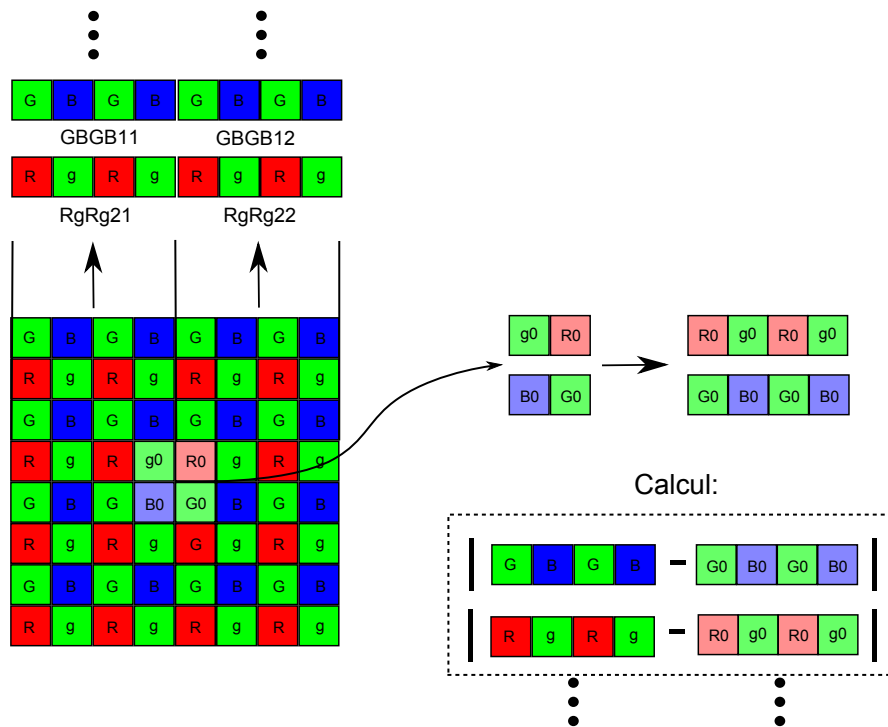 G B G B G B G B
GBGB11 GBGB12
R g R g R g R g
RgRg21 RgRg22
G B G B G B G B
R g R g R R R g
G B G B G B G B
R g R g0 R0 g R g
G B G B0 G0 B G B
R g R g G g R g
G B G B G B G B
R g R g R g R g
g0 R0
B0 G0
R0 g0 R0 g0
G0 B0 G0 B0
Calcul:
G B G B - G0 B0 G0 B0
R g R g - R0 g0 R0 g0